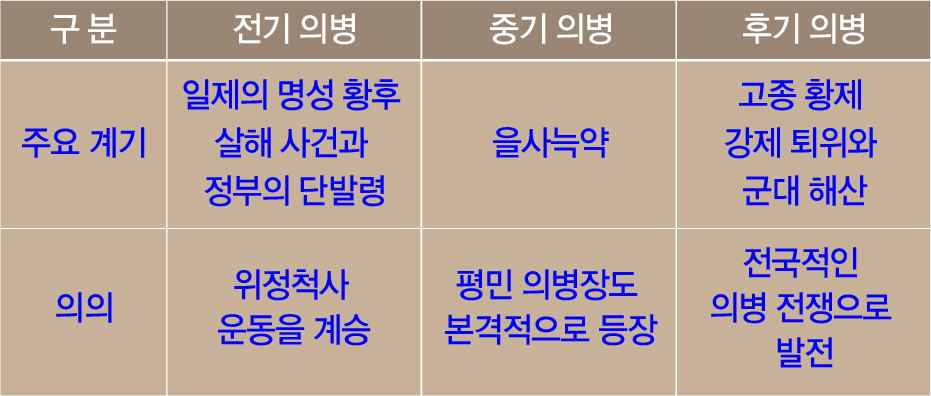 구 분 전기 의병 중기 의병 후기 의병
주요 계기
일제의 명성 황후
살해 사건과
정부의 단발령
을사늑약
고종 황제
강제 퇴위와
군대 해산
의의
위정척사
운동을 계승
평민 의병장도
본격적으로 등장
전국적인
의병 전쟁으로
발전